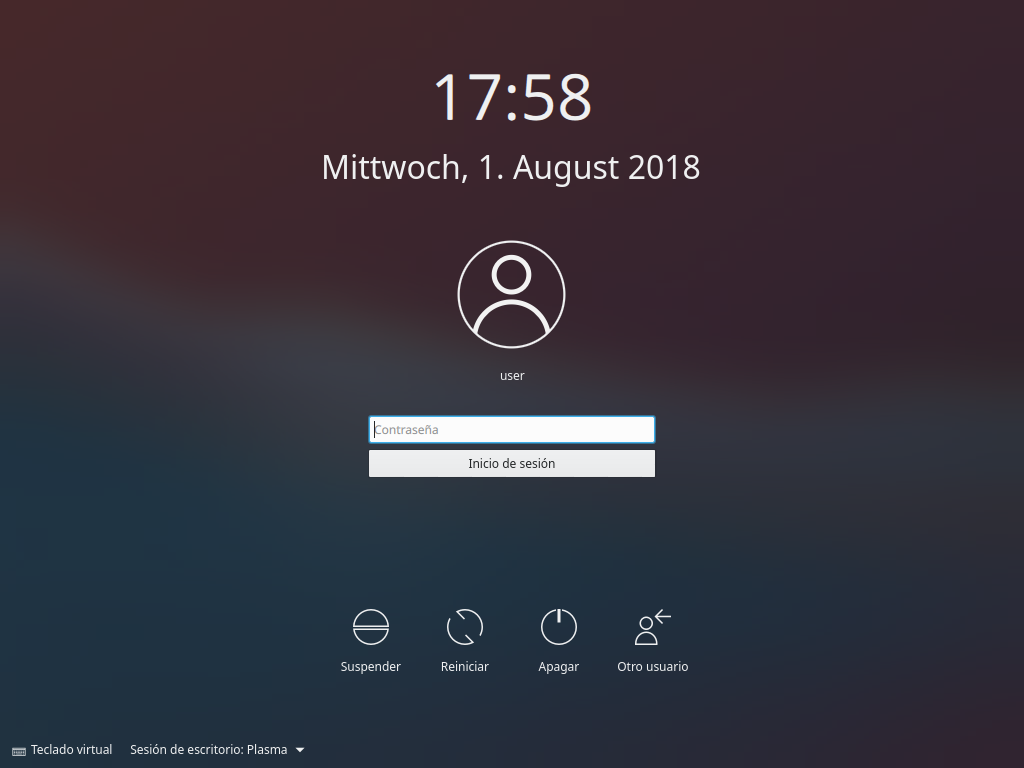 17:58
Mittwoch, 1. August 2018
user
Contraseña
Inicio de sesión
Suspender Reiniciar Apagar Otro usuario
Teclado virtual Sesión de escritorio: Plasma